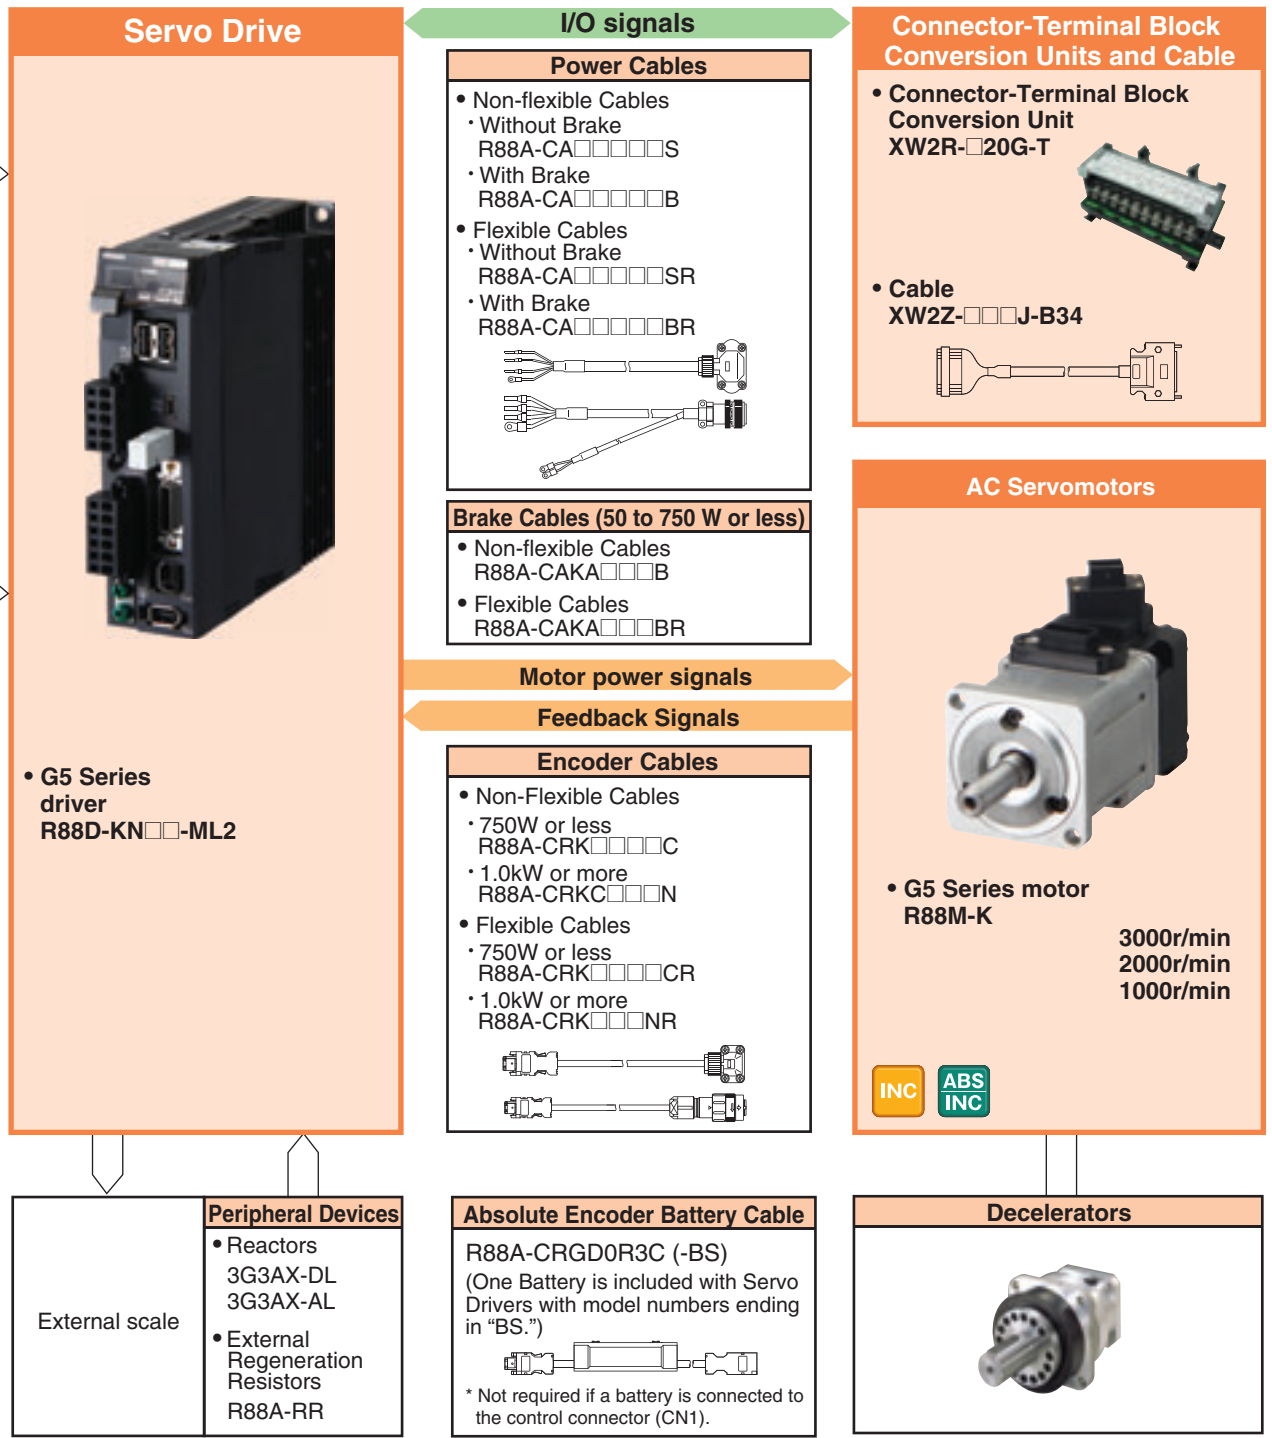 Servo Drive
• G5 Series
driver
R88D-KN□□-ML2
I/O signals
Power Cables
• Non-flexible Cables
· Without Brake
R88A-CA□□□□□S
· With Brake
R88A-CA□□□□□B
• Flexible Cables
· Without Brake
R88A-CA□□□□□SR
· With Brake
R88A-CA□□□□□BR
Brake Cables (50 to 750 W or less)
• Non-flexible Cables
R88A-CAKA□□□B
• Flexible Cables
R88A-CAKA□□□BR
Motor power signals
Feedback Signals
Encoder Cables
• Non-Flexible Cables
· 750W or less
R88A-CRK□□□□C
· 1.0kW or more
R88A-CRKC□□□N
• Flexible Cables
· 750W or less
R88A-CRK□□□□CR
· 1.0kW or more
R88A-CRK□□□NR
Connector-Terminal Block
Conversion Units and Cable
• Connector-Terminal Block
Conversion Unit
XW2R-□20G-T
• Cable
XW2Z-□□□J-B34
AC Servomotors
• G5 Series motor
R88M-K
3000r/min
2000r/min
1000r/min
INC
ABS
INC
External scale
Peripheral Devices
• Reactors
3G3AX-DL
3G3AX-AL
• External
Regeneration
Resistors
R88A-RR
Absolute Encoder Battery Cable
R88A-CRGD0R3C (-BS)
(One Battery is included with Servo
Drivers with model numbers ending
in “BS.”)
* Not required if a battery is connected to
the control connector (CN1).
Decelerators